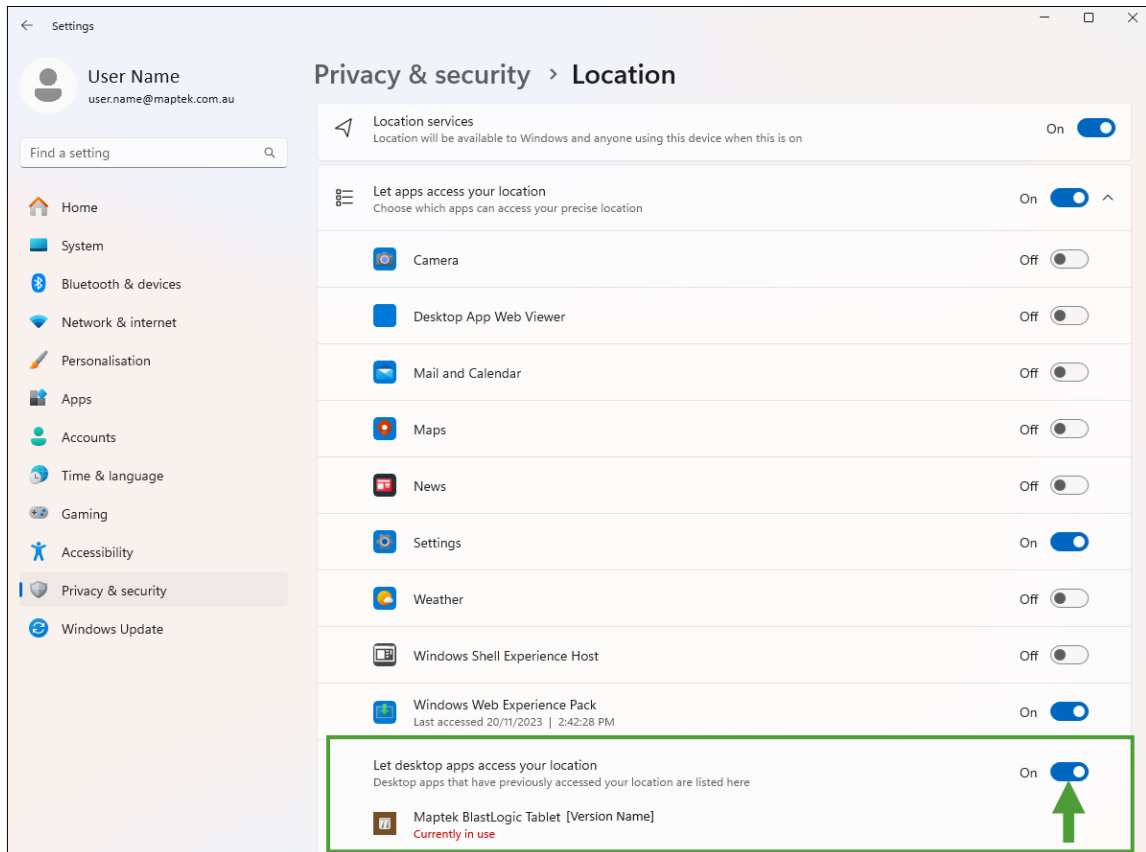 Settings
User Name
user.name@maptek.com.au
Find a setting
Home
System
Bluetooth & devices
Network & internet
Personalisation
Apps
Accounts
Time & language
Gaming
Accessibility
Privacy & security
Windows Update
Privacy & security > Location
Location services
Location will be available to Windows and anyone using this device when this is on
On
Let apps access your location
Choose which apps can access your precise location
On
Camera
Off
Desktop App Web Viewer
Off
Mail and Calendar
Off
Maps
Off
News
Off
Settings
On
Weather
Off
Windows Shell Experience Host
Off
Windows Web Experience Pack
Last accessed 20/11/2023 | 2:42:28 PM
On
Let desktop apps access your location
Desktop apps that have previously accessed your location are listed here
On
Maptek BlastLogic Tablet [Version Name]
Currently in use